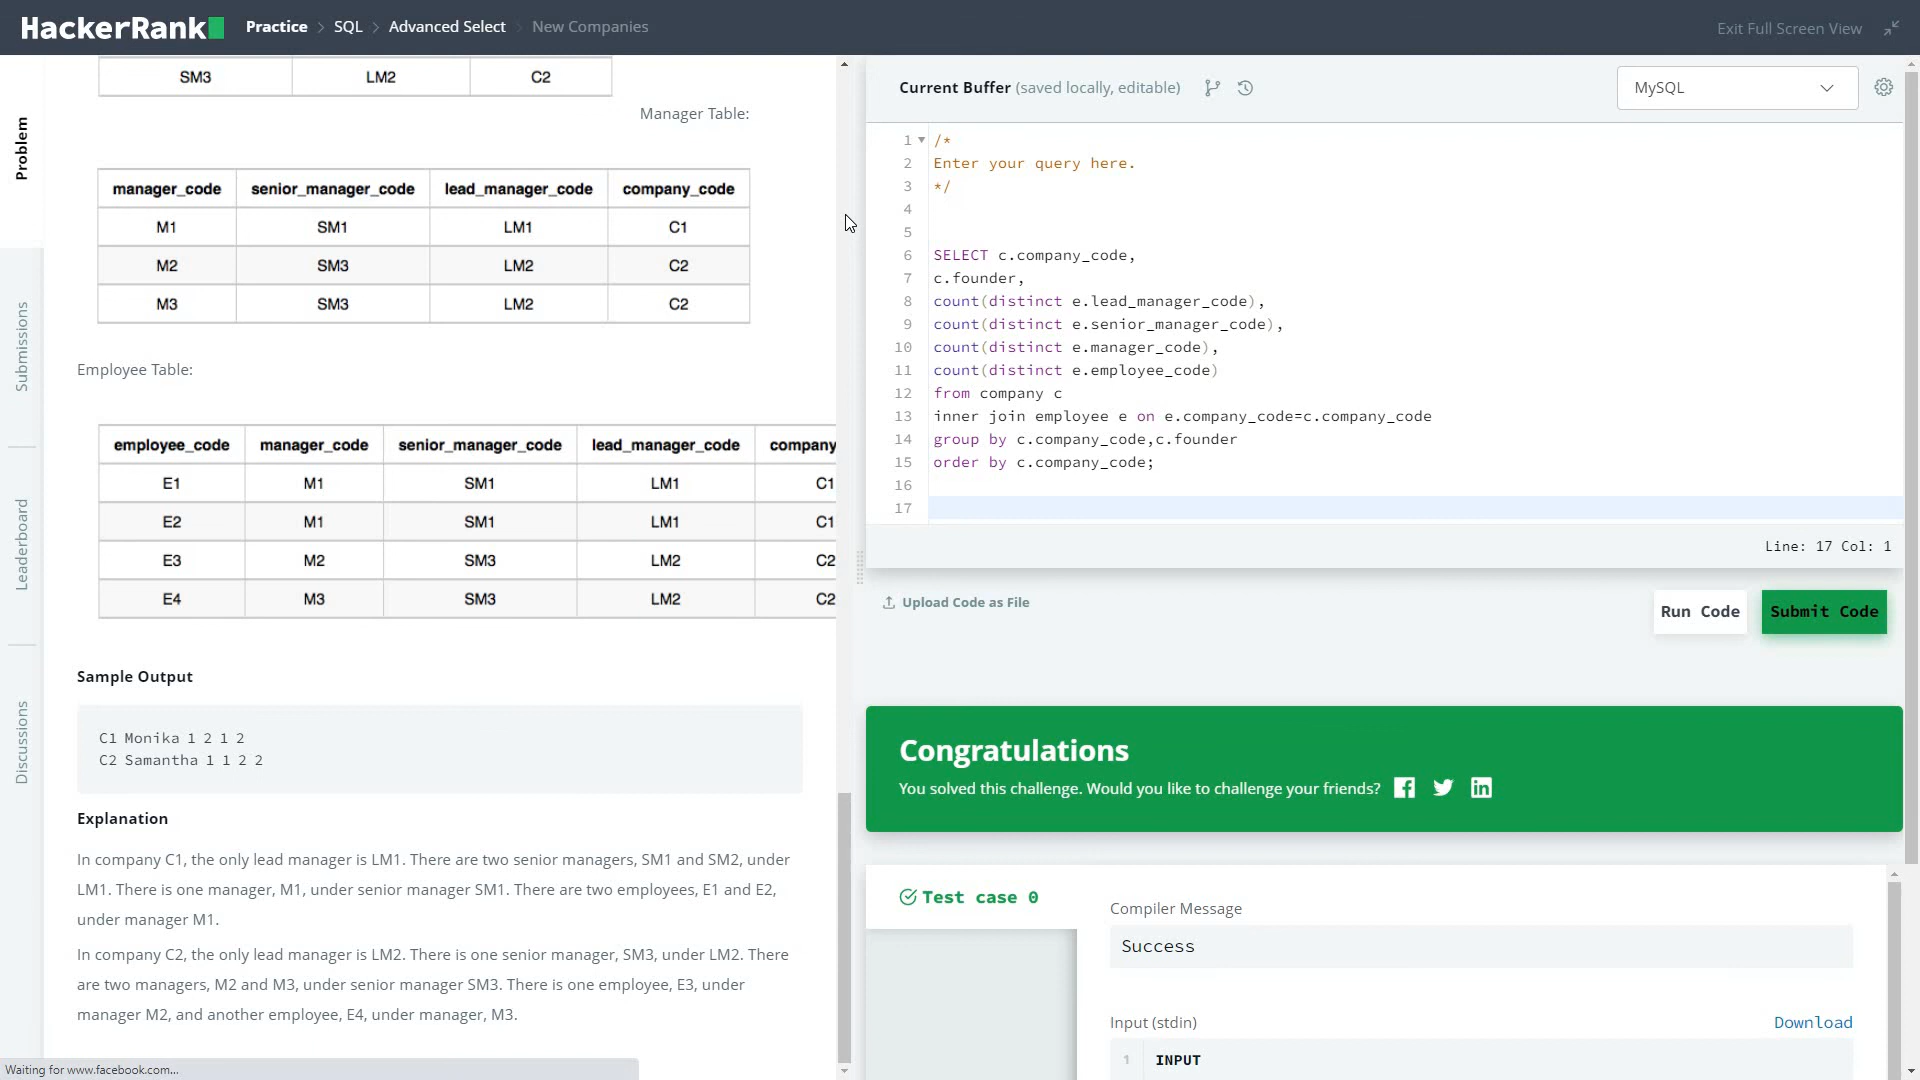 HackerRank
Practice > SQL > Advanced Select > New Companies
Exit Full Screen View
Problem
Submissions
Leaderboard
Discussions
SM3 LM2 C2
Manager Table:
manager_code senior_manager_code lead_manager_code company_code
M1 SM1 LM1 C1
M2 SM3 LM2 C2
M3 SM3 LM2 C2
Employee Table:
employee_code manager_code senior_manager_code lead_manager_code company
E1 M1 SM1 LM1 C1
E2 M1 SM1 LM1 C1
E3 M2 SM3 LM2 C2
E4 M3 SM3 LM2 C2
Sample Output
C1 Monika 1 2 1 2
C2 Samantha 1 1 2 2
Explanation
In company C1, the only lead manager is LM1. There are two senior managers, SM1 and SM2, under
LM1. There is one manager, M1, under senior manager SM1. There are two employees, E1 and E2,
under manager M1.
In company C2, the only lead manager is LM2. There is one senior manager, SM3, under LM2. There
are two managers, M2 and M3, under senior manager SM3. There is one employee, E3, under
manager M2, and another employee, E4, under manager, M3.
Waiting for www.facebook.com...
Current Buffer (saved locally, editable)
MySQL
1 /*
2 Enter your query here.
3 */
4
5
6 SELECT c.company_code,
7 c.founder,
8 count(distinct e.lead_manager_code),
9 count(distinct e.senior_manager_code),
10 count(distinct e.manager_code),
11 count(distinct e.employee_code)
12 from company c
13 inner join employee e on e.company_code=c.company_code
14 group by c.company_code,c.founder
15 order by c.company_code;
16
17
Line: 17 Col: 1
Upload Code as File
Run Code
Submit Code
Congratulations
You solved this challenge. Would you like to challenge your friends?
Test case 0
Compiler Message
Success
Input (stdin)
Download
1 INPUT